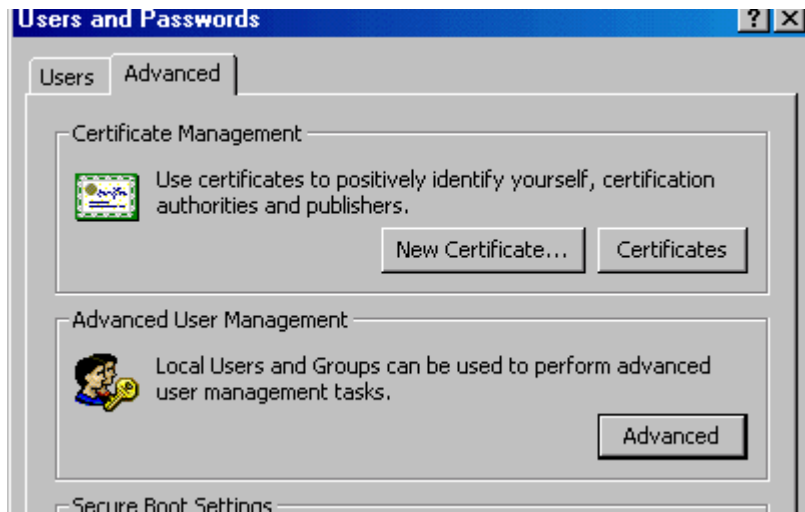 Users and Passwords
Users
Advanced
Certificate Management
Use certificates to positively identify yourself, certification
authorities and publishers.
New Certificate...
Certificates
Advanced User Management
Local Users and Groups can be used to perform advanced
user management tasks.
Advanced
Secure Boot Settings